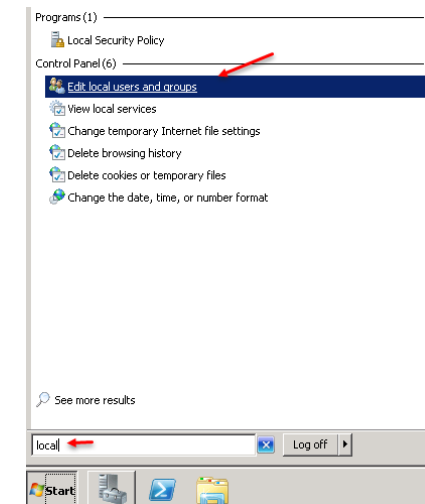 Programs (1)
Local Security Policy
Control Panel (6)
Edit local users and groups
View local services
Change temporary Internet file settings
Delete browsing history
Delete cookies or temporary files
Change the date, time, or number format
See more results
local
Log off
Start